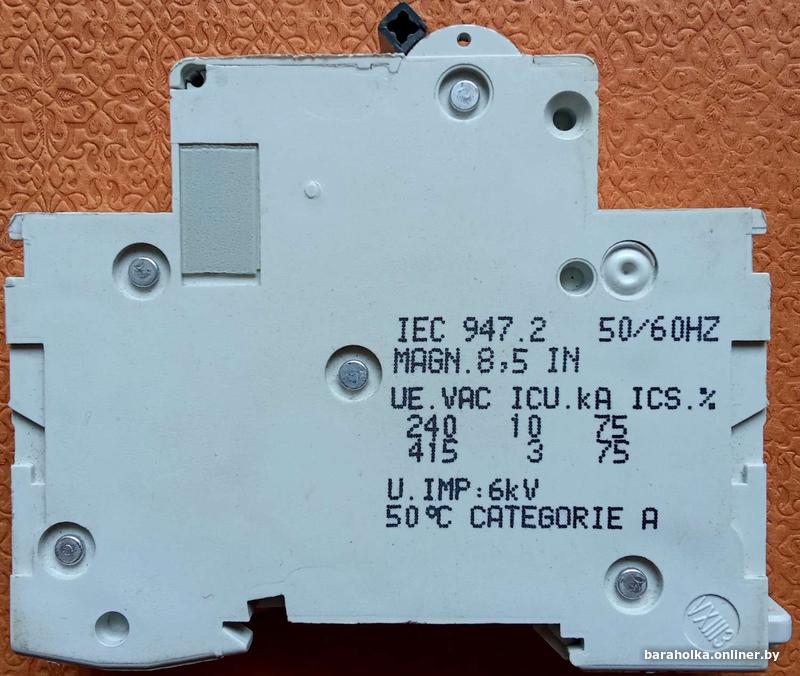 IEC 947.2 50/60HZ
MAGN.8,5 IN
UE.VAC ICU.kA ICS.%
240 10 75
415 3 75
U.IMP:6kV
50°C CATEGORIE A
baraholka.onliner.by